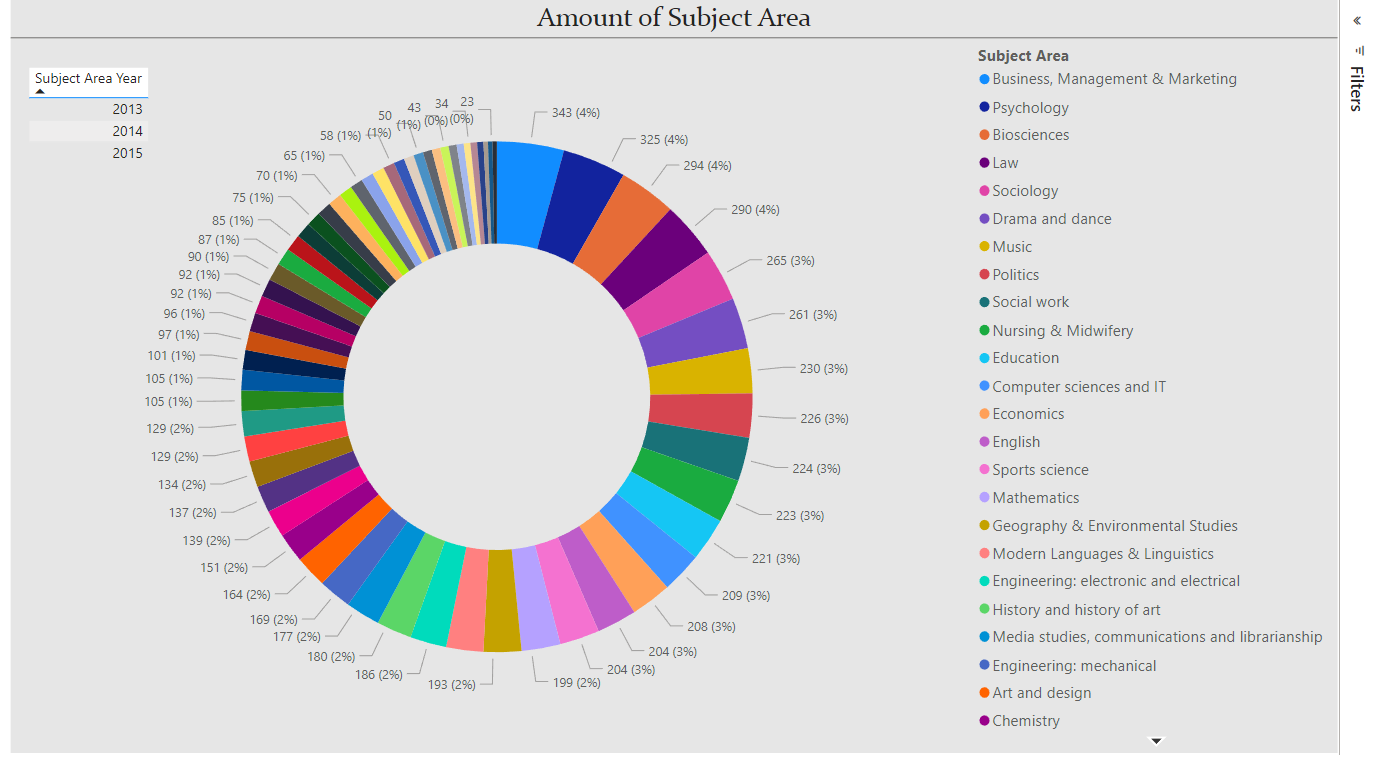 Amount of Subject Area
«
Filters
Subject Area Year
2013
2014
2015
343 (4%)
325 (4%)
294 (4%)
290 (4%)
265 (3%)
261 (3%)
230 (3%)
226 (3%)
224 (3%)
223 (3%)
221 (3%)
209 (3%)
208 (3%)
204 (3%)
204 (3%)
199 (2%)
193 (2%)
186 (2%)
180 (2%)
177 (2%)
169 (2%)
164 (2%)
151 (2%)
139 (2%)
137 (2%)
134 (2%)
129 (2%)
129 (2%)
105 (1%)
105 (1%)
101 (1%)
97 (1%)
96 (1%)
92 (1%)
92 (1%)
90 (1%)
87 (1%)
85 (1%)
75 (1%)
70 (1%)
65 (1%)
58 (1%)
50
(1%)
43
(1%)
34
(0%)
23
(0%)
Subject Area
Business, Management & Marketing
Psychology
Biosciences
Law
Sociology
Drama and dance
Music
Politics
Social work
Nursing & Midwifery
Education
Computer sciences and IT
Economics
English
Sports science
Mathematics
Geography & Environmental Studies
Modern Languages & Linguistics
Engineering: electronic and electrical
History and history of art
Media studies, communications and librarianship
Engineering: mechanical
Art and design
Chemistry